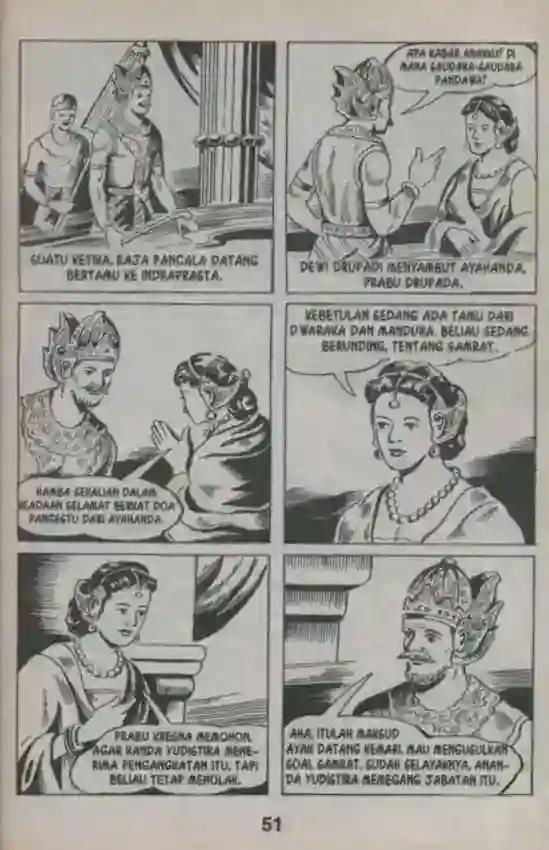 SUATU KETIKA, RAJA PANCALA DATANG
BERTAMU KE INDRAPRASTA.
APA KABAR ANAKKU? DI
MANA SAUDARA-SAUDARA
PANDAWA?
DEWI DRUPADI MENYAMBUT AYAHANDA,
PRABU DRUPADA.
HAMBA SEKALIAN DALAM
KEADAAN SELAMAT BERKAT DOA
PANGESTU DARI AYAHANDA.
KEBETULAN SEDANG ADA TAMU DARI
DWARAKA DAN MANDURA. BELIAU SEDANG
BERUNDING, TENTANG SAMRAT.
PRABU KRESNA MEMOHON,
AGAR KANDA YUDISTIRA MENE-
RIMA PENGANGKATAN ITU, TAPI
BELIAU TETAP MENOLAK.
AHA, ITULAH MAKSUD
AYAH DATANG KEMARI. MAU MENGUSULKAN
SOAL SAMRAT. SUDAH SELAYAKNYA, ANAN-
DA YUDISTIRA MEMEGANG JABATAN ITU.
51